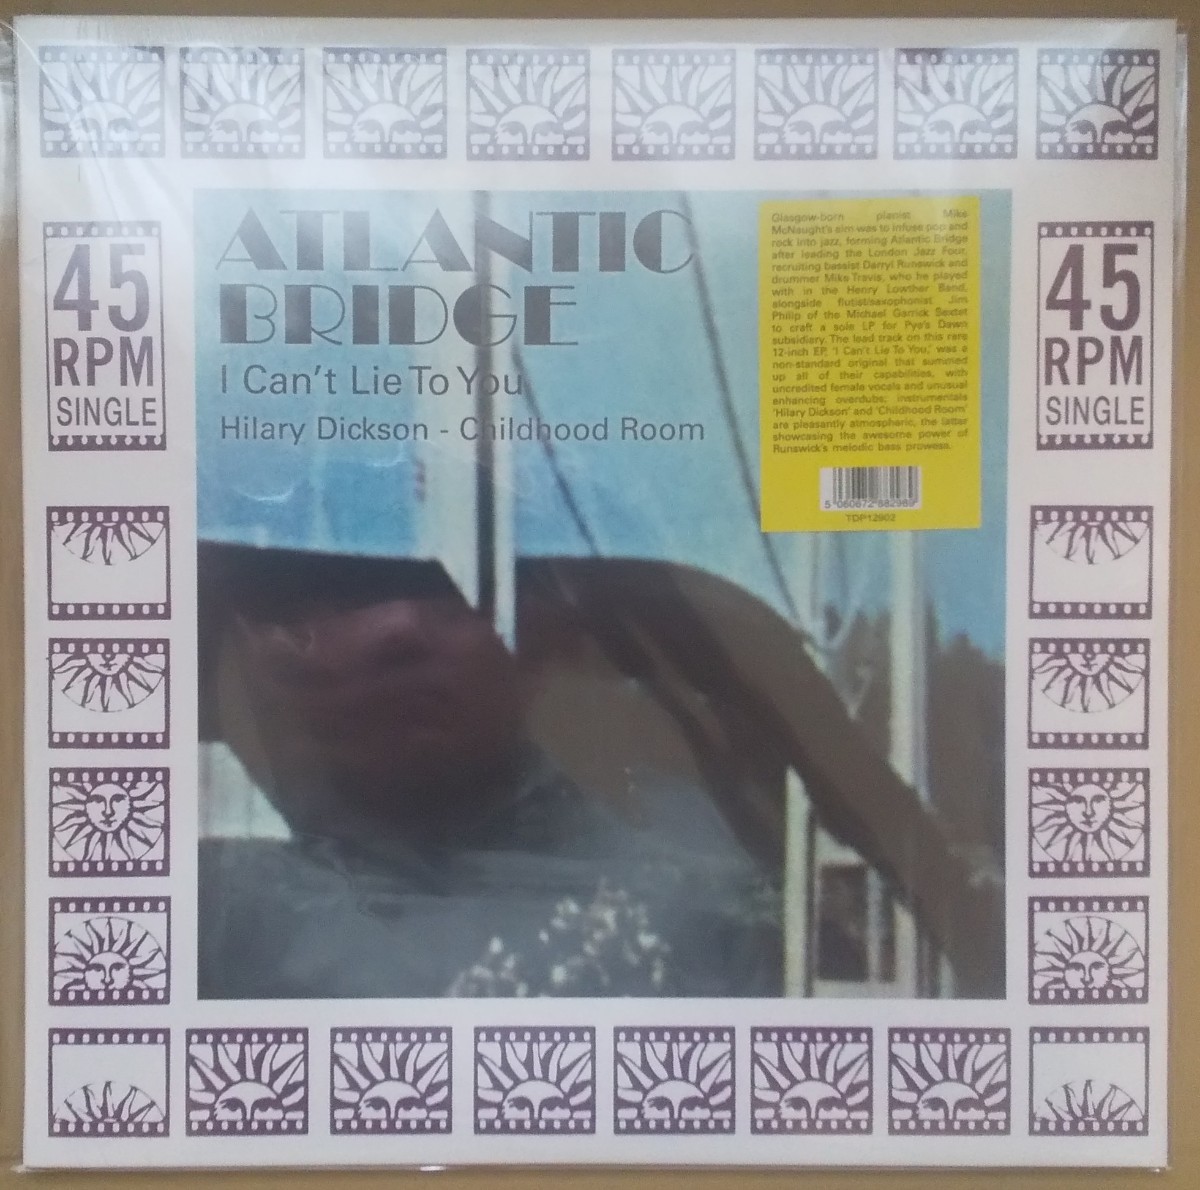 45
RPM
SINGLE
ATLANTIC
BRIDGE
I Can't Lie To You
Hilary Dickson - Childhood Room
Glasgow-born pianist Mike
McNaught's aim was to infuse pop and
rock into jazz, forming Atlantic Bridge
after leading the London Jazz Four,
recruiting bassist Darryl Runswick and
drummer Mike Travis, who he played
with in the Henry Lowther Band,
alongside flutist/saxophonist Jim
Philip of the Michael Garrick Sextet
to craft a sole LP for Pye's Dawn
subsidiary. The lead track on this rare
12-inch EP, 'I Can't Lie To You,' was a
non-standard original that summed
up all of their capabilities, with
uncredited female vocals and unusual
enhancing overdubs; instrumentals
'Hilary Dickson' and 'Childhood Room'
are pleasantly atmospheric, the latter
showcasing the awesome power of
Runswick's melodic bass prowess.
5 060672 882989
TDP12902
45
RPM
SINGLE